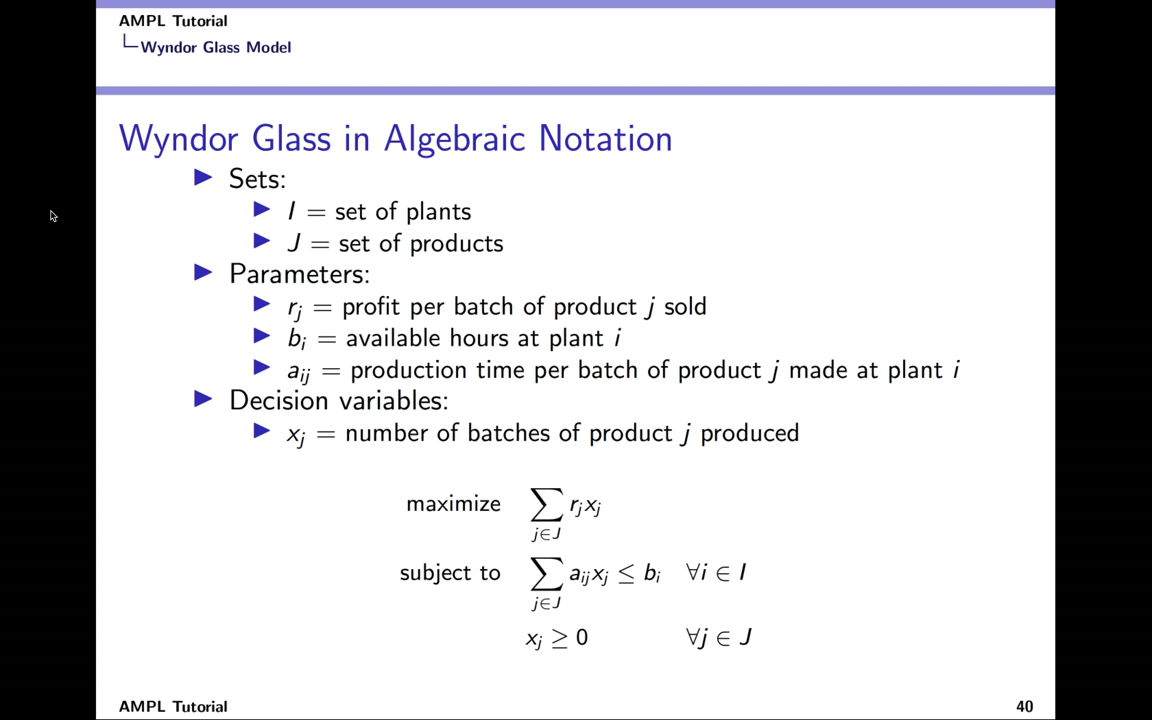 AMPL Tutorial
Wyndor Glass Model
Wyndor Glass in Algebraic Notation
▶ Sets:
▶ I = set of plants
▶ J = set of products
▶ Parameters:
▶ r_j = profit per batch of product j sold
▶ b_i = available hours at plant i
▶ a_ij = production time per batch of product j made at plant i
▶ Decision variables:
▶ x_j = number of batches of product j produced
maximize ∑_{j∈J} r_j x_j
subject to ∑_{j∈J} a_ij x_j ≤ b_i ∀i ∈ I
x_j ≥ 0 ∀j ∈ J
AMPL Tutorial 40